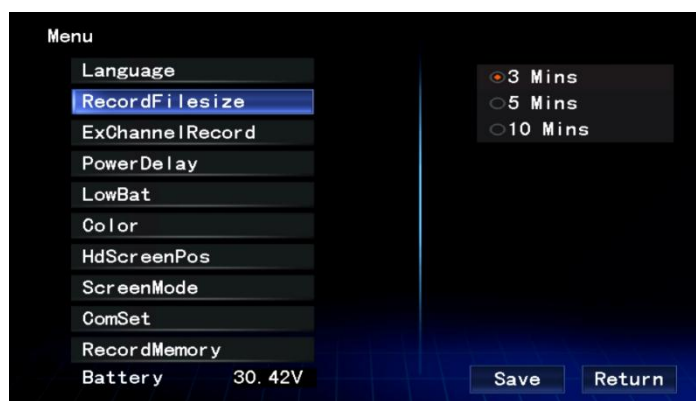 Menu
Language
RecordFilesize
ExChannelRecord
PowerDelay
LowBat
Color
HdScreenPos
ScreenMode
ComSet
RecordMemory
Battery 30.42V
3 Mins
5 Mins
10 Mins
Save Return